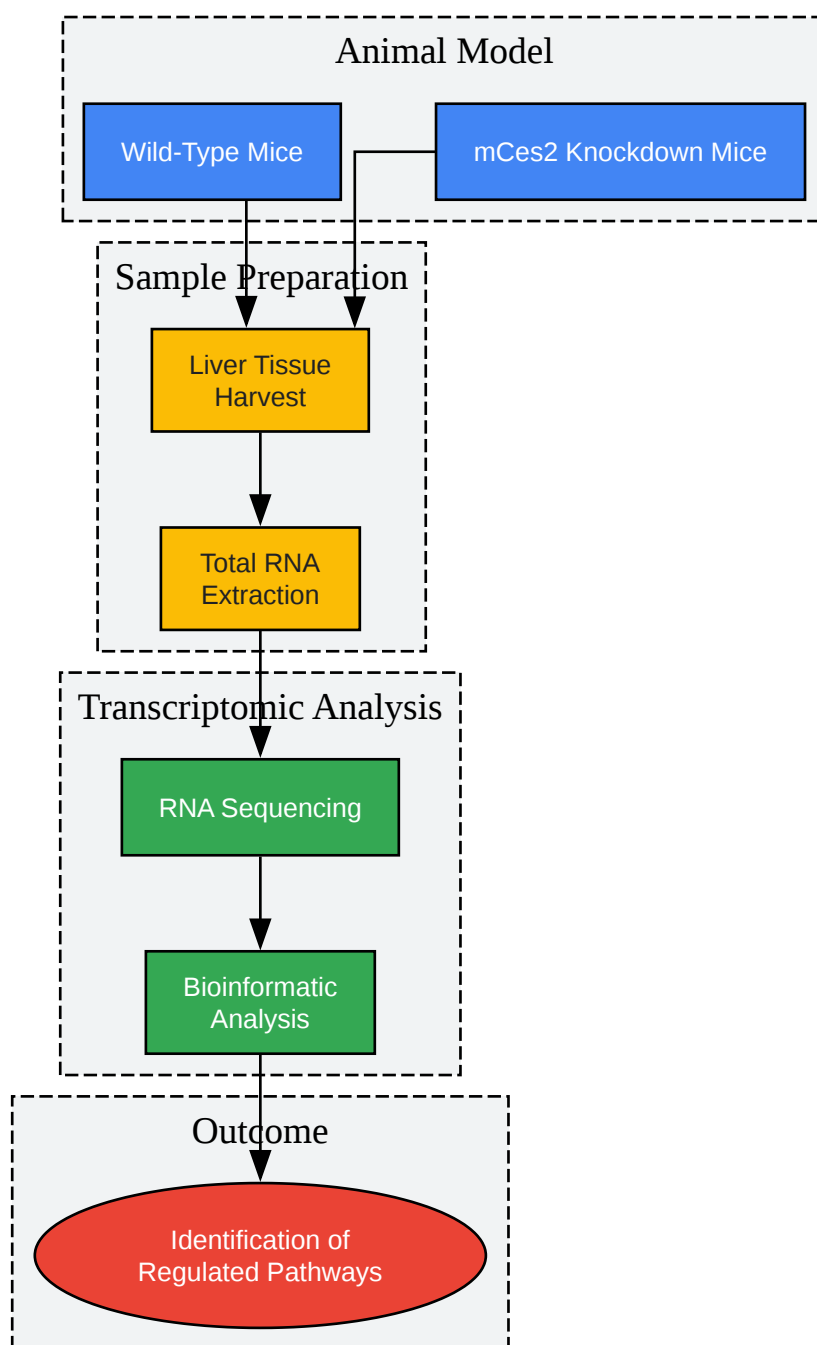 Animal Model
Wild-Type Mice
mCes2 Knockdown Mice
Sample Preparation
Liver Tissue
Harvest
Total RNA
Extraction
Transcriptomic Analysis
RNA Sequencing
Bioinformatic
Analysis
Outcome
Identification of
Regulated Pathways